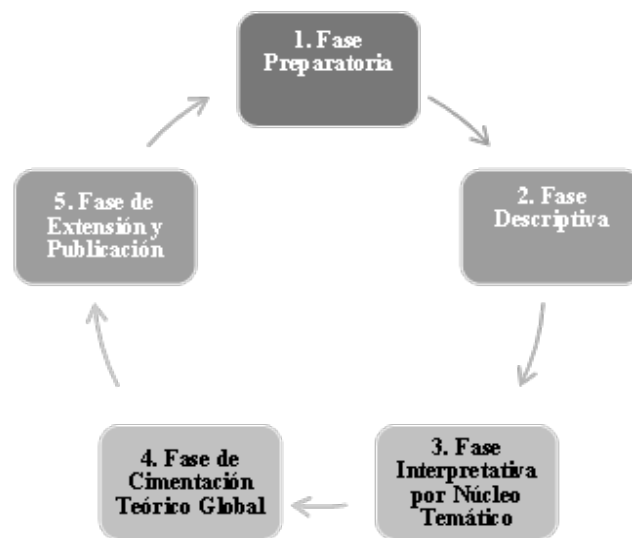 1. Fase
Preparatoria
2. Fase
Descriptiva
3. Fase
Interpretativa
por Núcleo
Temático
4. Fase de
Cimentación
Teórico Global
5. Fase de
Extensión y
Publicación